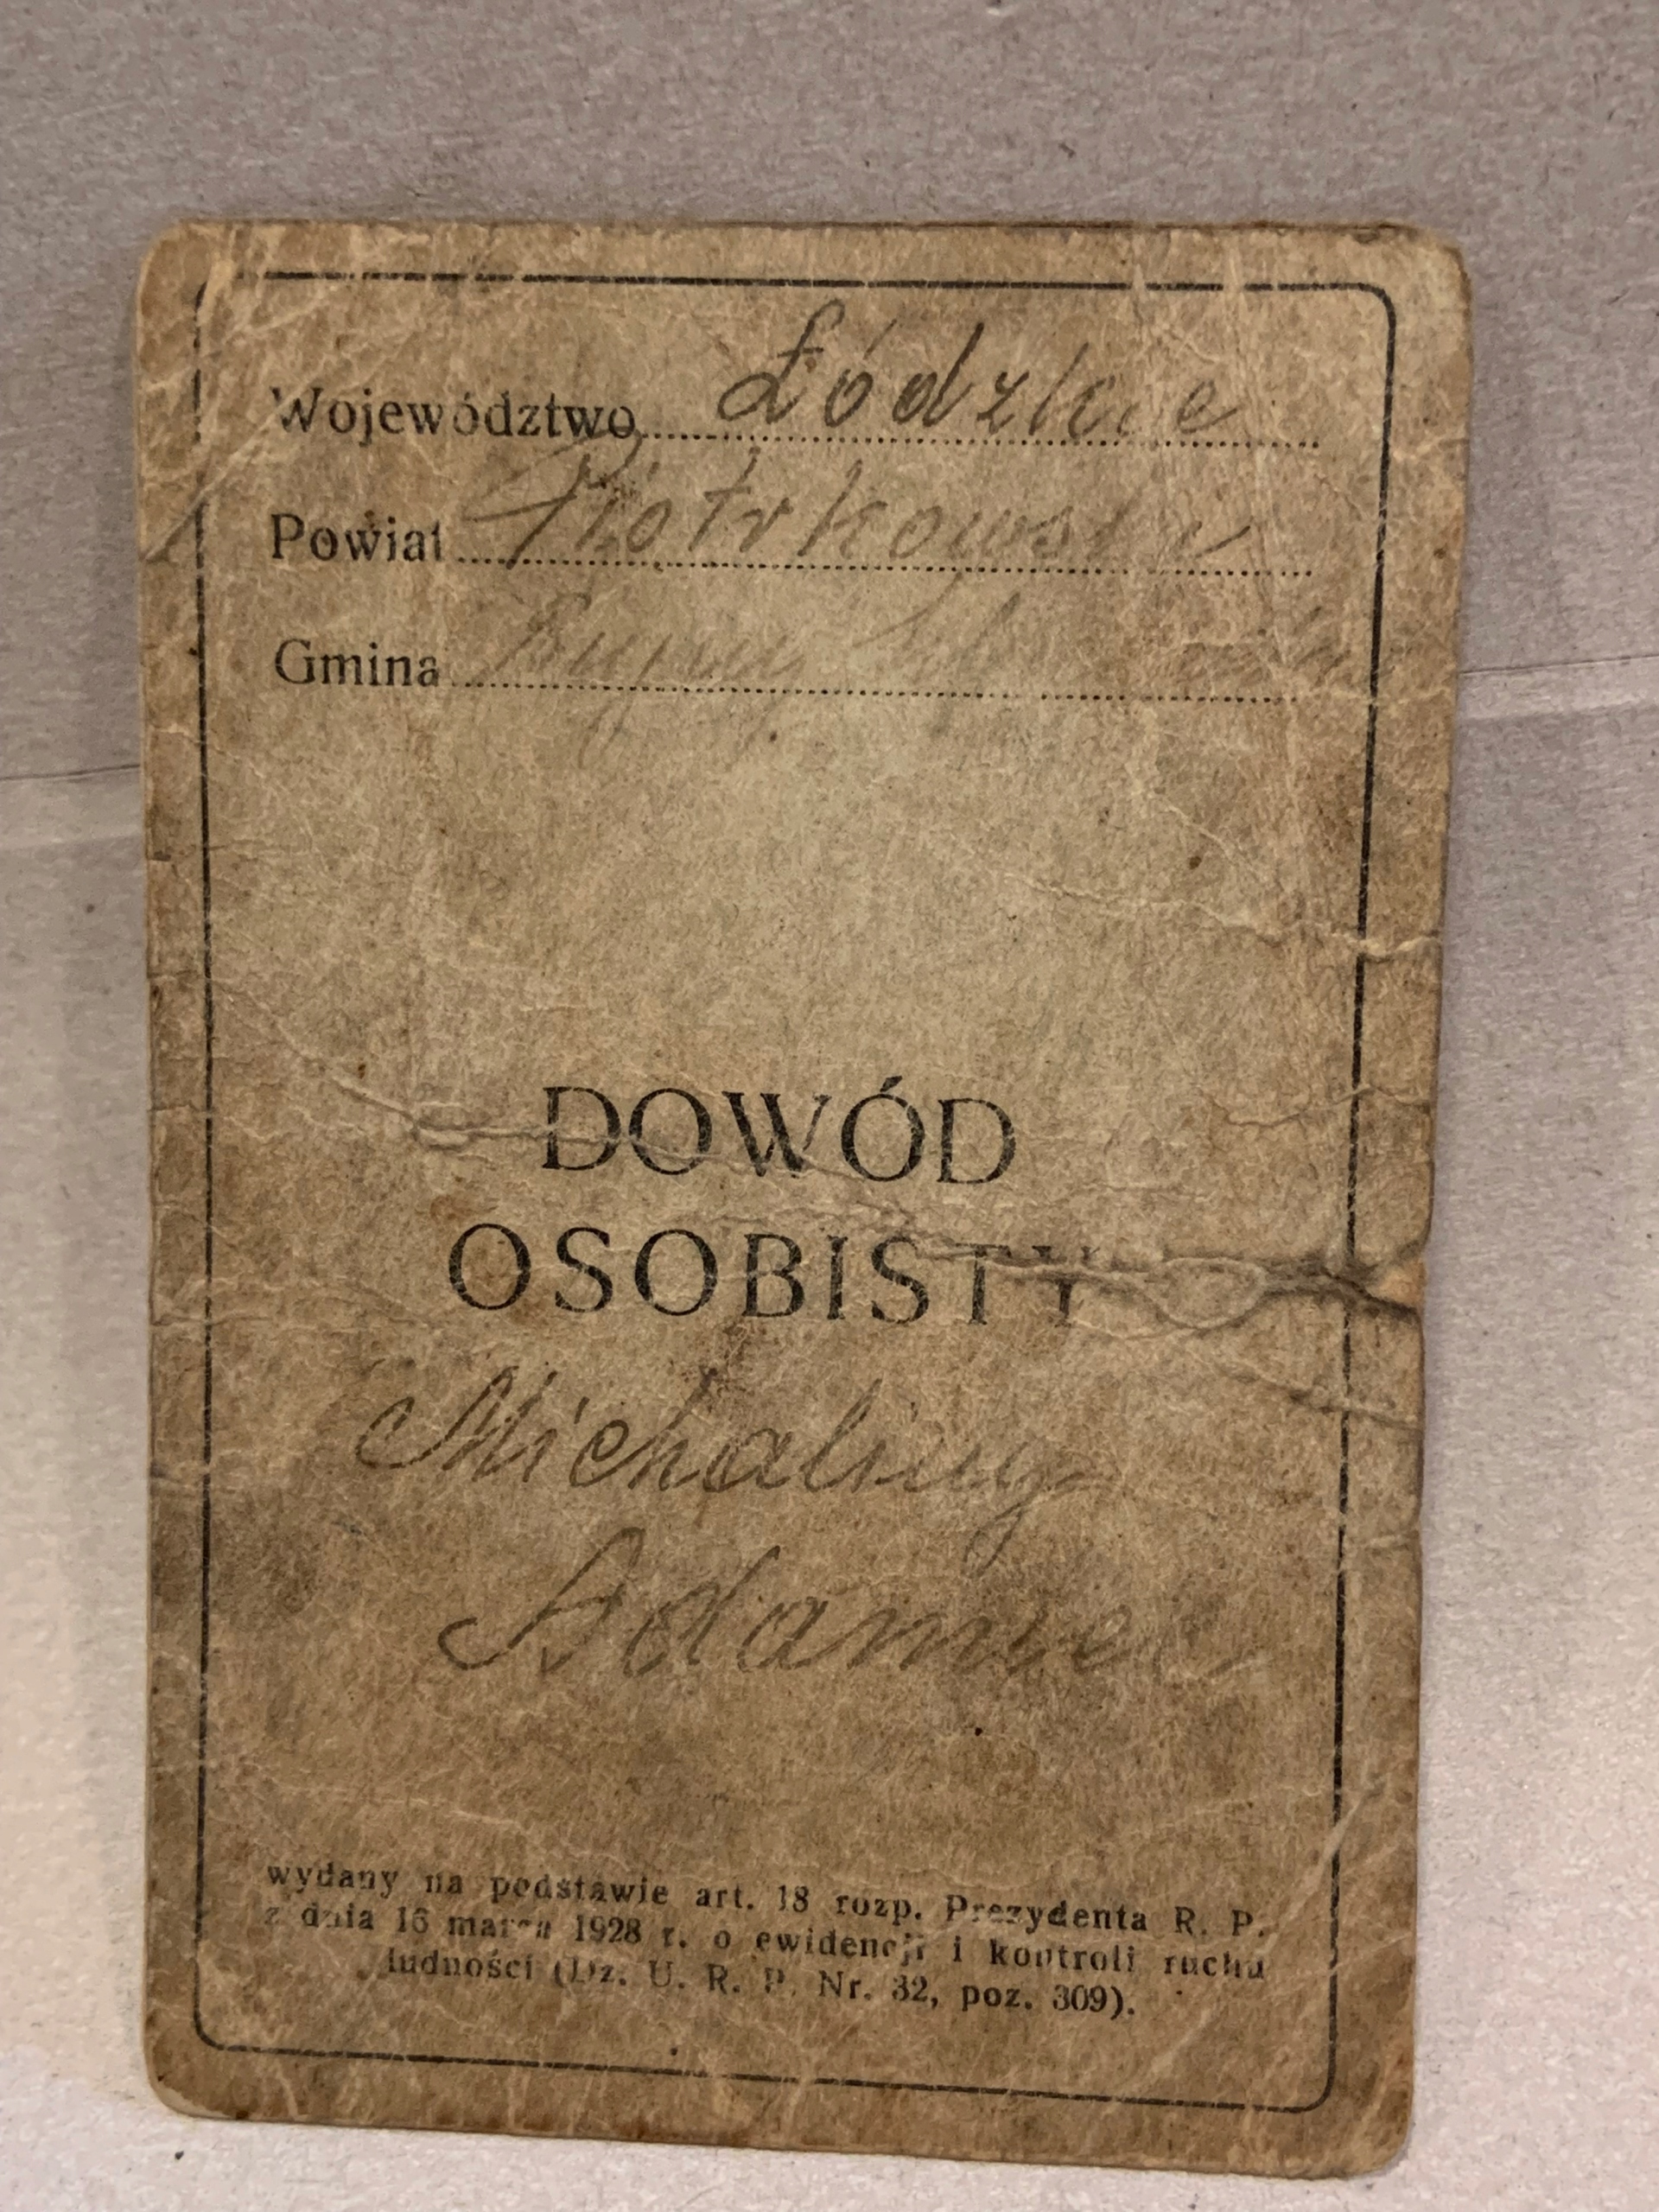 Województwo Łódzkie
Powiat Piotrkowski
Gmina
DOWÓD
OSOBISTY
Michaliny
Adamiec
wydany na podstawie art. 18 rozp. Prezydenta R. P.
z dnia 16 marca 1928 r. o ewidencji i kontroli ruchu
ludności (Dz. U. R. P. Nr. 32, poz. 309).